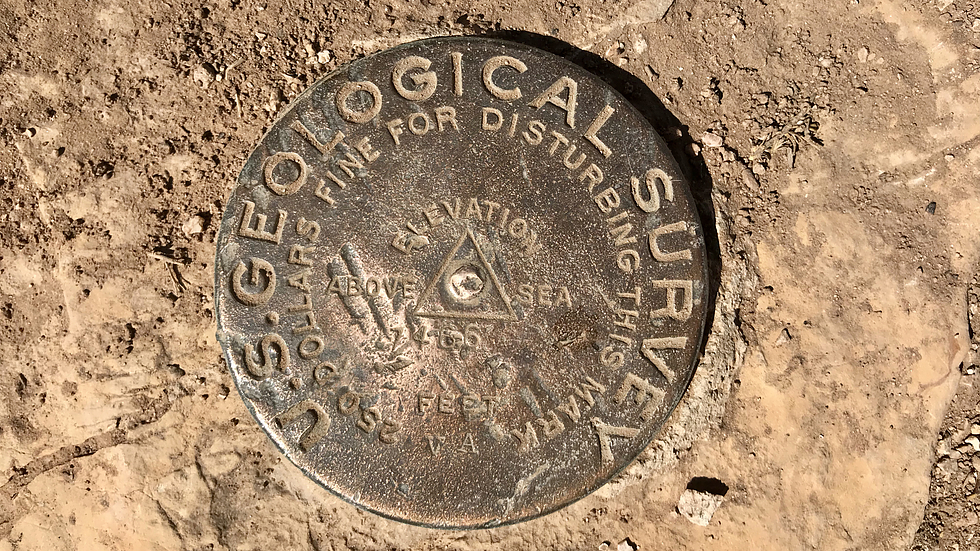 U.S. GEOLOGICAL SURVEY
250 DOLLARS FINE FOR DISTURBING THIS MARK
ELEVATION
ABOVE SEA
FEET